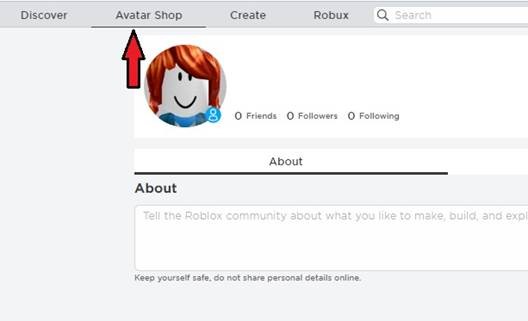 Discover Avatar Shop Create Robux Search
0 Friends 0 Followers 0 Following
About
About
Tell the Roblox community about what you like to make, build, and expl
Keep yourself safe, do not share personal details online.